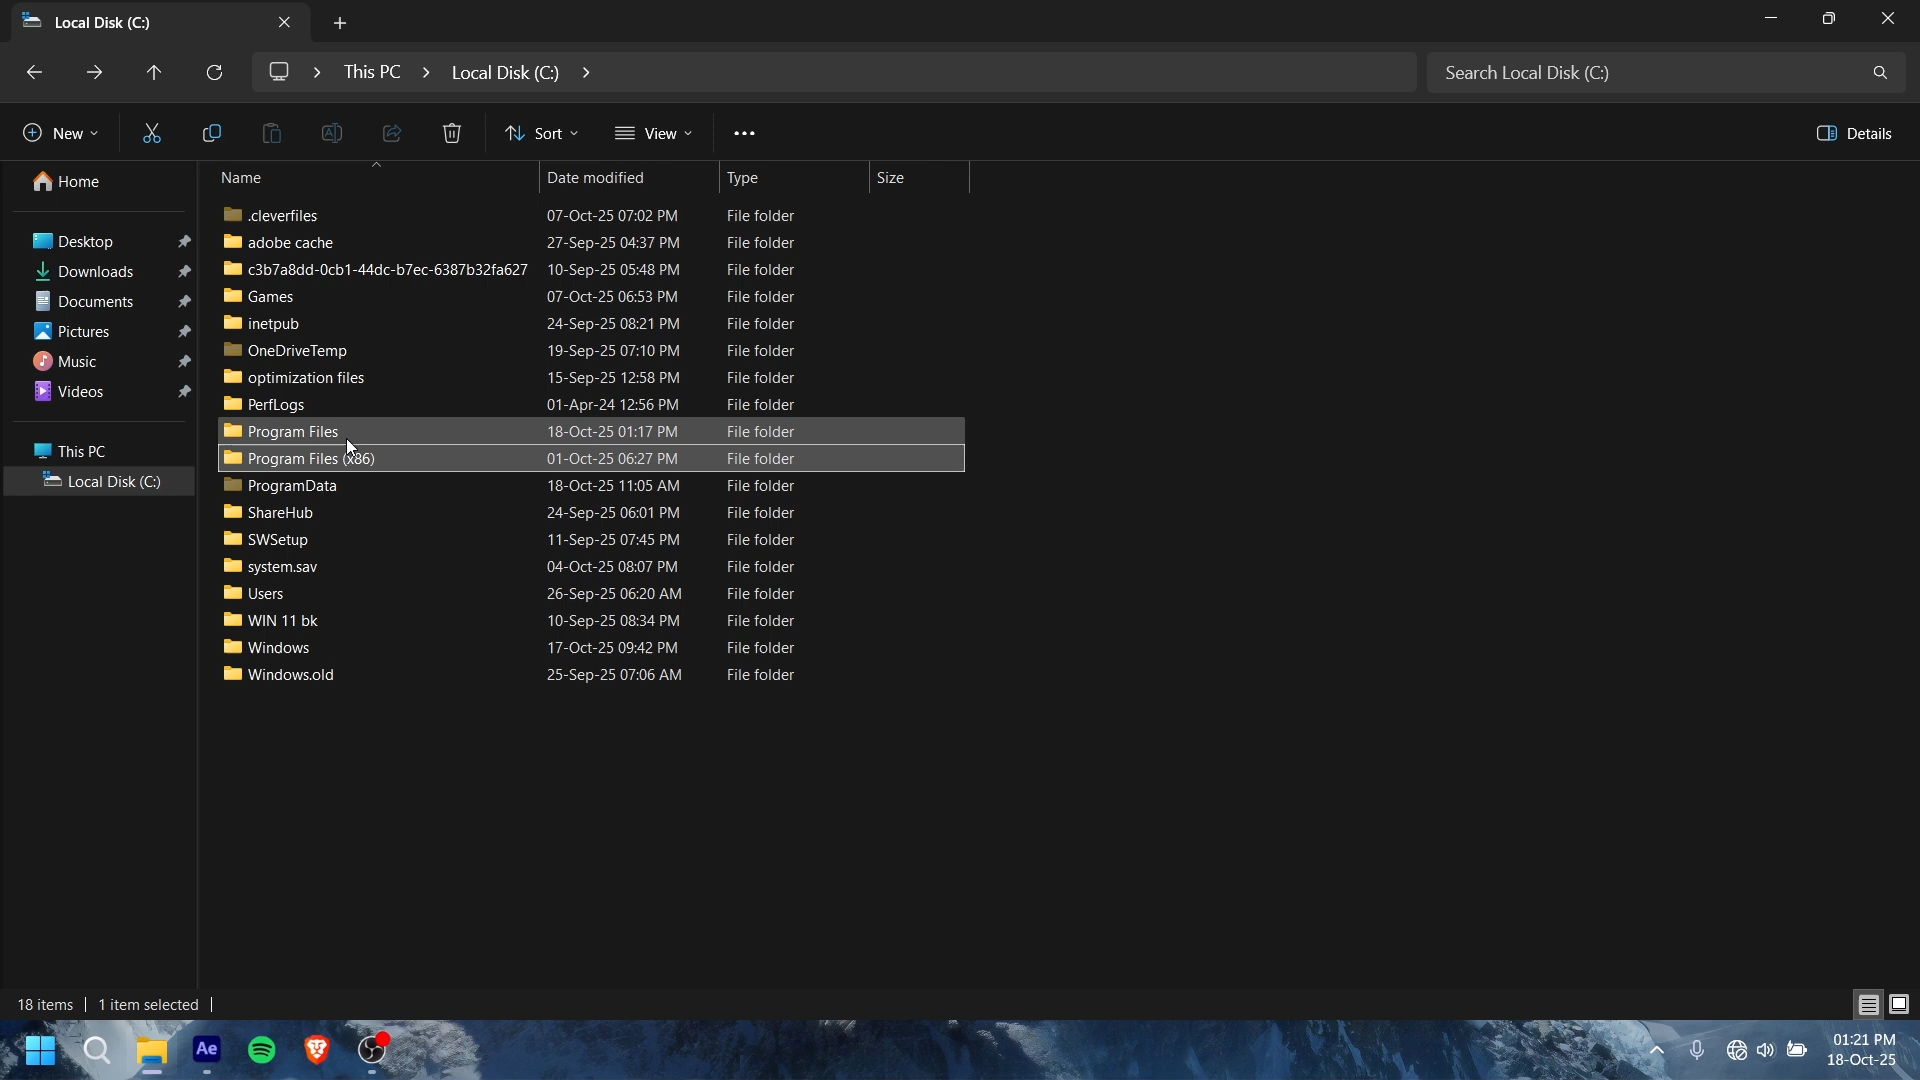 Local Disk (C:)
This PC
Local Disk (C:)
Search Local Disk (C:)
New
Sort
View
Details
Name
Date modified
Type
Size
Home
Desktop
Downloads
Documents
Pictures
Music
Videos
This PC
Local Disk (C:)
.cleverfiles 07-Oct-25 07:02 PM File folder
adobe cache 27-Sep-25 04:37 PM File folder
c3b7a8dd-0cb1-44dc-b7ec-6387b32fa627 10-Sep-25 05:48 PM File folder
Games 07-Oct-25 06:53 PM File folder
inetpub 24-Sep-25 08:21 PM File folder
OneDriveTemp 19-Sep-25 07:10 PM File folder
optimization files 15-Sep-25 12:58 PM File folder
PerfLogs 01-Apr-24 12:56 PM File folder
Program Files 18-Oct-25 01:17 PM File folder
Program Files (x86) 01-Oct-25 06:27 PM File folder
ProgramData 18-Oct-25 11:05 AM File folder
ShareHub 24-Sep-25 06:01 PM File folder
SWSetup 11-Sep-25 07:45 PM File folder
system.sav 04-Oct-25 08:07 PM File folder
Users 26-Sep-25 06:20 AM File folder
WIN 11 bk 10-Sep-25 08:34 PM File folder
Windows 17-Oct-25 09:42 PM File folder
Windows.old 25-Sep-25 07:06 AM File folder
18 items
1 item selected
Ae
01:21 PM
18-Oct-25